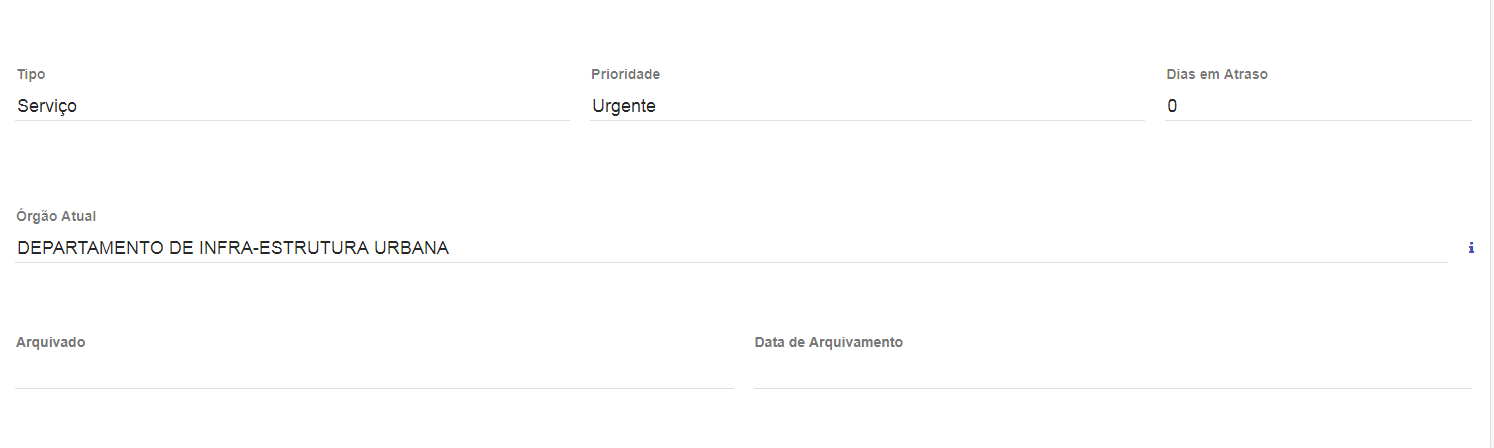 Tipo Prioridade Dias em Atraso
Serviço Urgente 0
Órgão Atual
DEPARTAMENTO DE INFRA-ESTRUTURA URBANA
Arquivado Data de Arquivamento